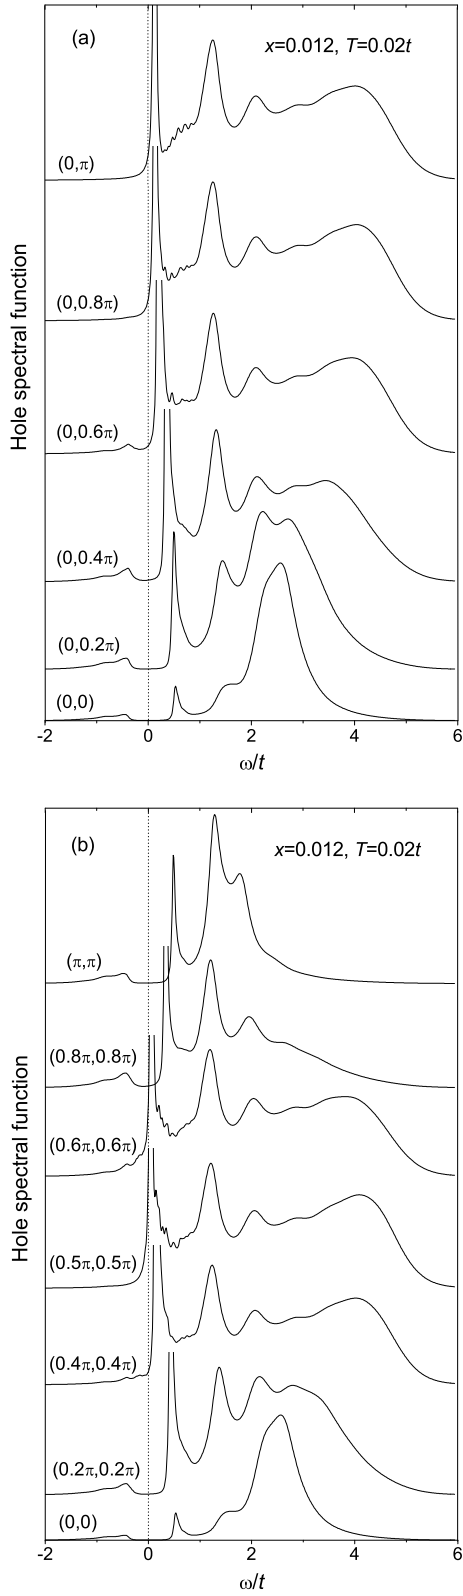 (a)
x=0.012, T=0.02t
(0,π)
(0,0.8π)
(0,0.6π)
(0,0.4π)
(0,0.2π)
(0,0)
Hole spectral function
-2 0 2 4 6
ω/t
(b)
x=0.012, T=0.02t
(π,π)
(0.8π,0.8π)
(0.6π,0.6π)
(0.5π,0.5π)
(0.4π,0.4π)
(0.2π,0.2π)
(0,0)
Hole spectral function
-2 0 2 4 6
ω/t